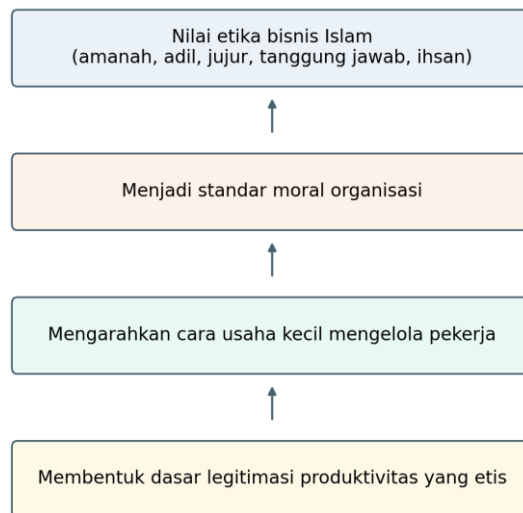 Nilai etika bisnis Islam
(amanah, adil, jujur, tanggung jawab, ihsan)
Menjadi standar moral organisasi
Mengarahkan cara usaha kecil mengelola pekerja
Membentuk dasar legitimasi produktivitas yang etis